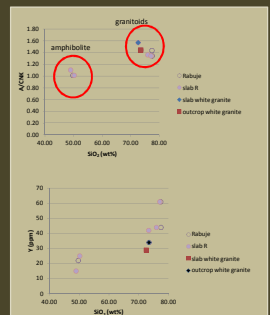 granitoids
amphibolite
A/CNK
1.80
1.60
1.40
1.20
1.00
0.80
0.60
0.40
0.20
0.00
40.00 50.00 60.00 70.00 80.00
SiO₂ (wt%)
Rabuje
slab R
slab white granite
outcrop white granite
Y (ppm)
70
60
50
40
30
20
10
0
40.00 50.00 60.00 70.00 80.00
SiO₂ (wt%)
Rabuje
slab R
slab white granite
outcrop white granite